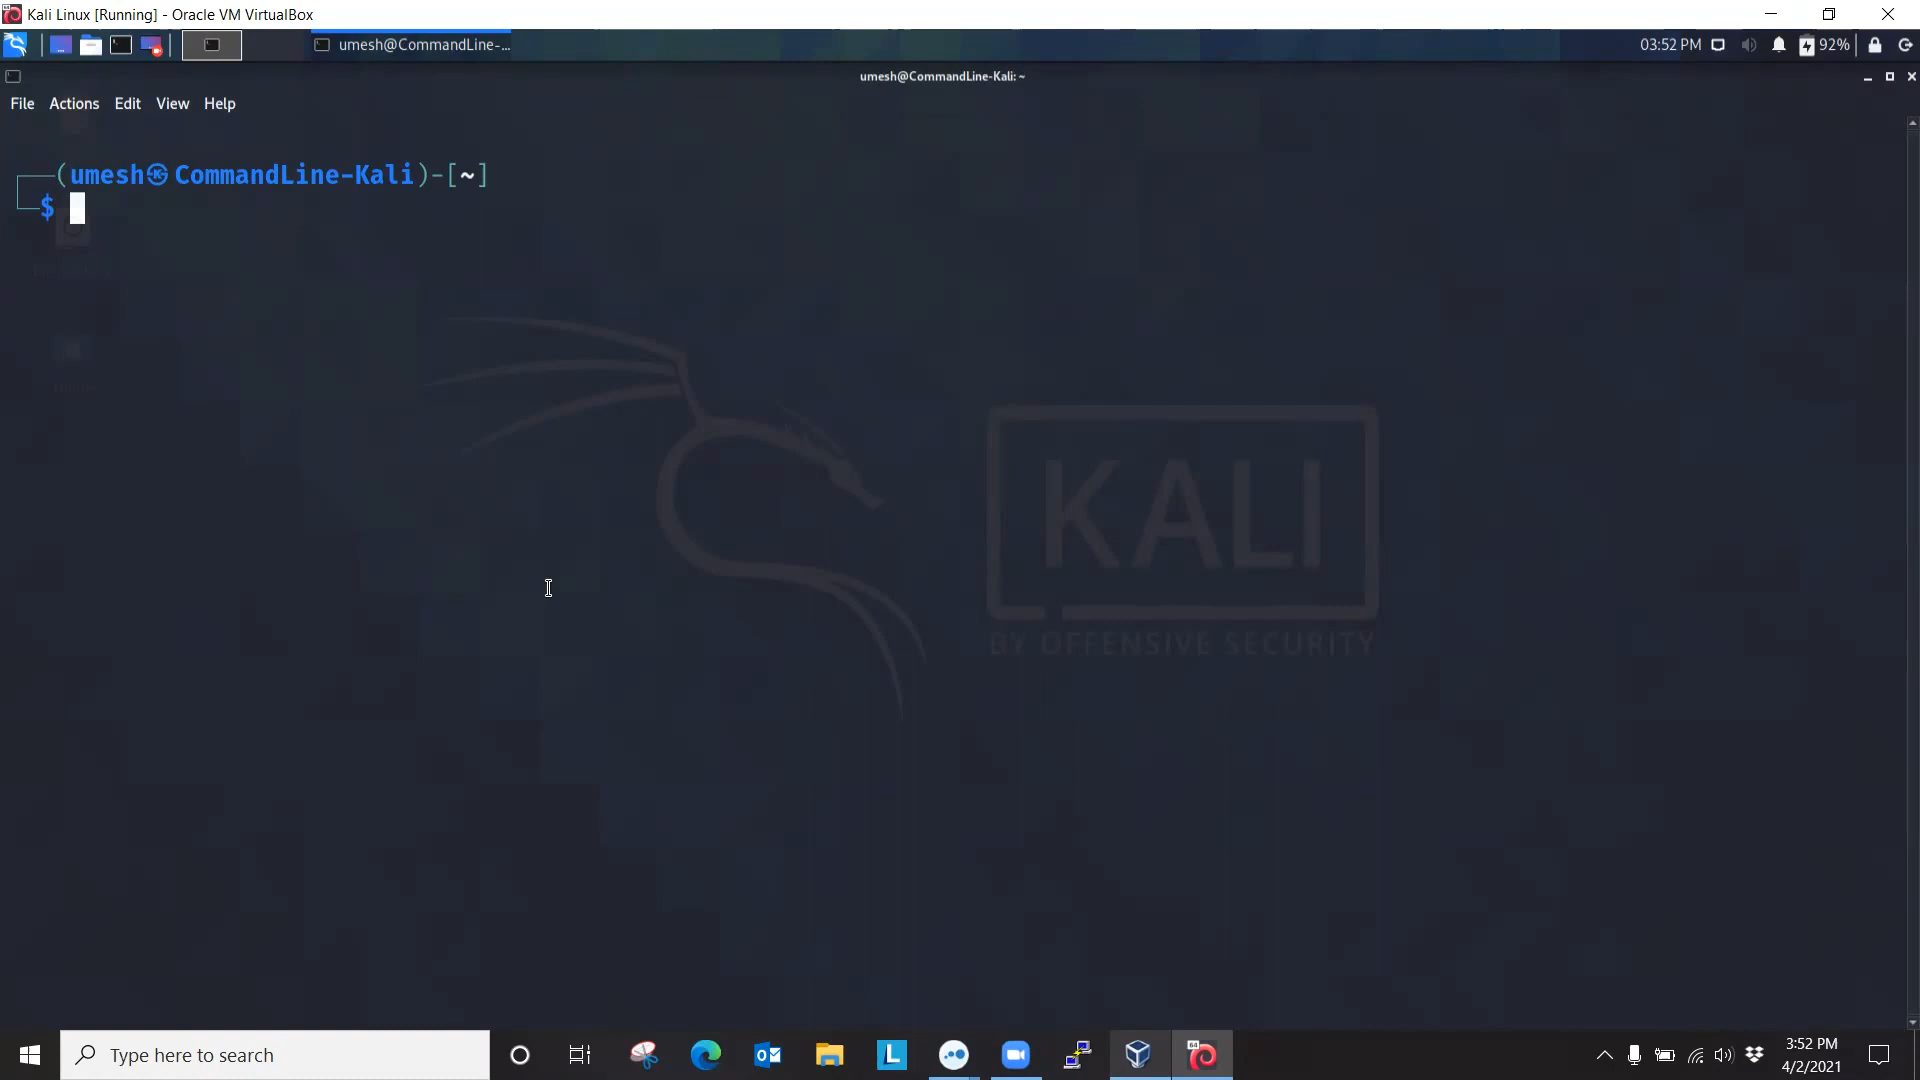 Kali Linux [Running] - Oracle VM VirtualBox
umesh@CommandLine-...
03:52 PM
92%
umesh@CommandLine-Kali: ~
File Actions Edit View Help
(umesh㉿CommandLine-Kali)-[~]
$
KALI
BY OFFENSIVE SECURITY
Type here to search
3:52 PM
4/2/2021